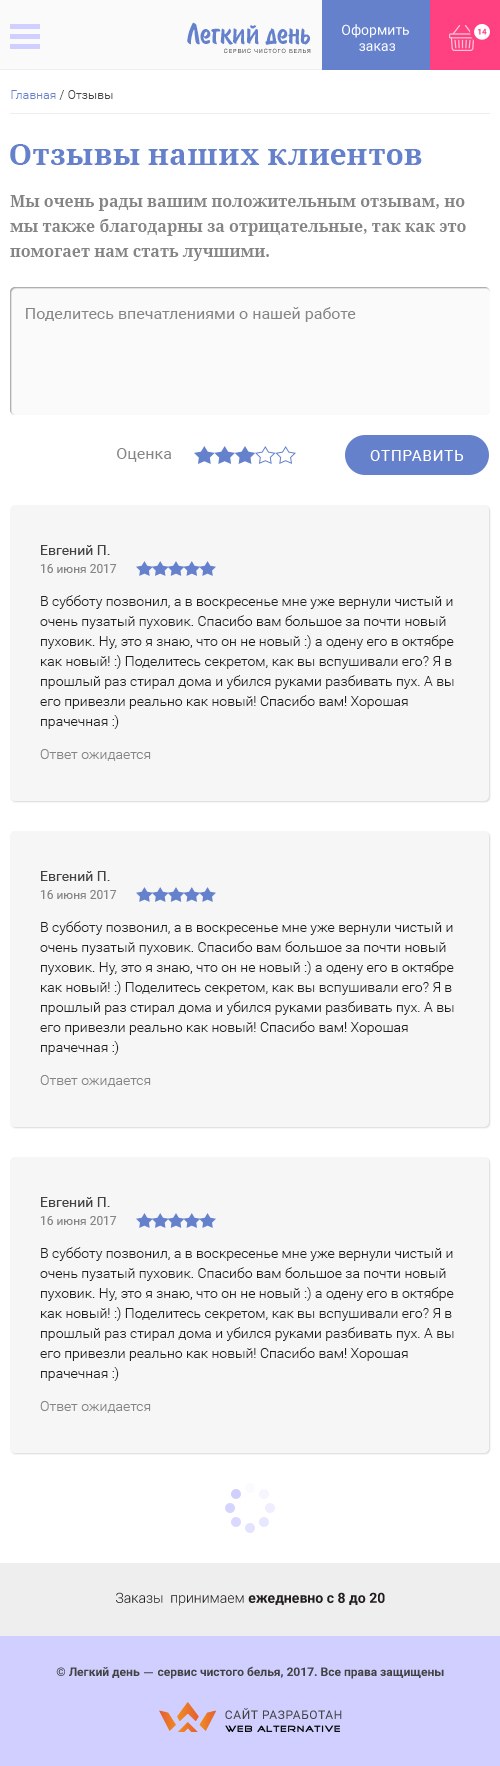 Легкий день
СЕРВИС ЧИСТОГО БЕЛЬЯ
Оформить
заказ
14
Главная / Отзывы
Отзывы наших клиентов
Мы очень рады вашим положительным отзывам, но
мы также благодарны за отрицательные, так как это
помогает нам стать лучшими.
Поделитесь впечатлениями о нашей работе
Оценка
ОТПРАВИТЬ
Евгений П.
16 июня 2017
В субботу позвонил, а в воскресенье мне уже вернули чистый и
очень пузатый пуховик. Спасибо вам большое за почти новый
пуховик. Ну, это я знаю, что он не новый :) а одену его в октябре
как новый! :) Поделитесь секретом, как вы вспушивали его? Я в
прошлый раз стирал дома и убился руками разбивать пух. А вы
его привезли реально как новый! Спасибо вам! Хорошая
прачечная :)
Ответ ожидается
Евгений П.
16 июня 2017
В субботу позвонил, а в воскресенье мне уже вернули чистый и
очень пузатый пуховик. Спасибо вам большое за почти новый
пуховик. Ну, это я знаю, что он не новый :) а одену его в октябре
как новый! :) Поделитесь секретом, как вы вспушивали его? Я в
прошлый раз стирал дома и убился руками разбивать пух. А вы
его привезли реально как новый! Спасибо вам! Хорошая
прачечная :)
Ответ ожидается
Евгений П.
16 июня 2017
В субботу позвонил, а в воскресенье мне уже вернули чистый и
очень пузатый пуховик. Спасибо вам большое за почти новый
пуховик. Ну, это я знаю, что он не новый :) а одену его в октябре
как новый! :) Поделитесь секретом, как вы вспушивали его? Я в
прошлый раз стирал дома и убился руками разбивать пух. А вы
его привезли реально как новый! Спасибо вам! Хорошая
прачечная :)
Ответ ожидается
Заказы принимаем ежедневно с 8 до 20
© Легкий день — сервис чистого белья, 2017. Все права защищены
САЙТ РАЗРАБОТАН
WEB ALTERNATIVE